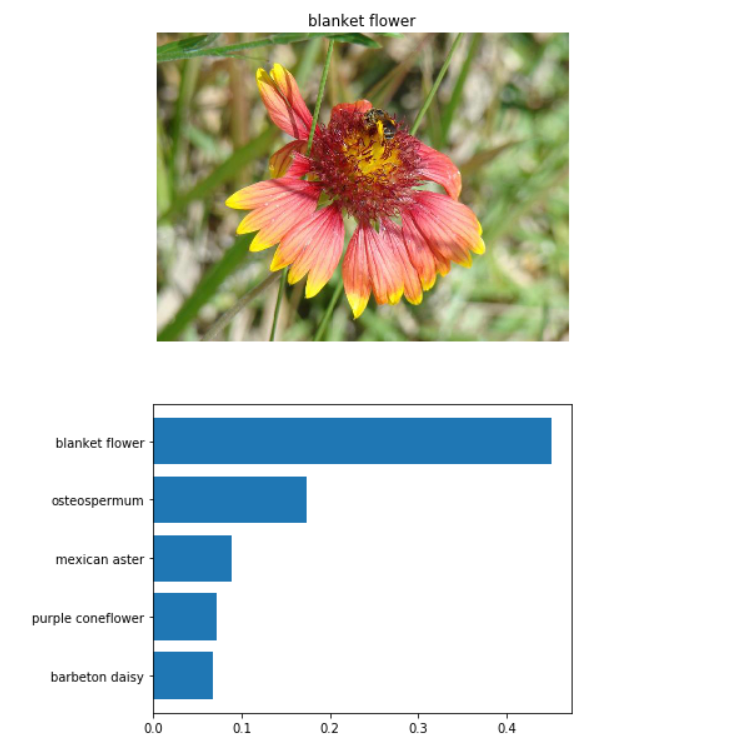 blanket flower
blanket flower
osteospermum
mexican aster
purple coneflower
barbeton daisy
0.0 0.1 0.2 0.3 0.4